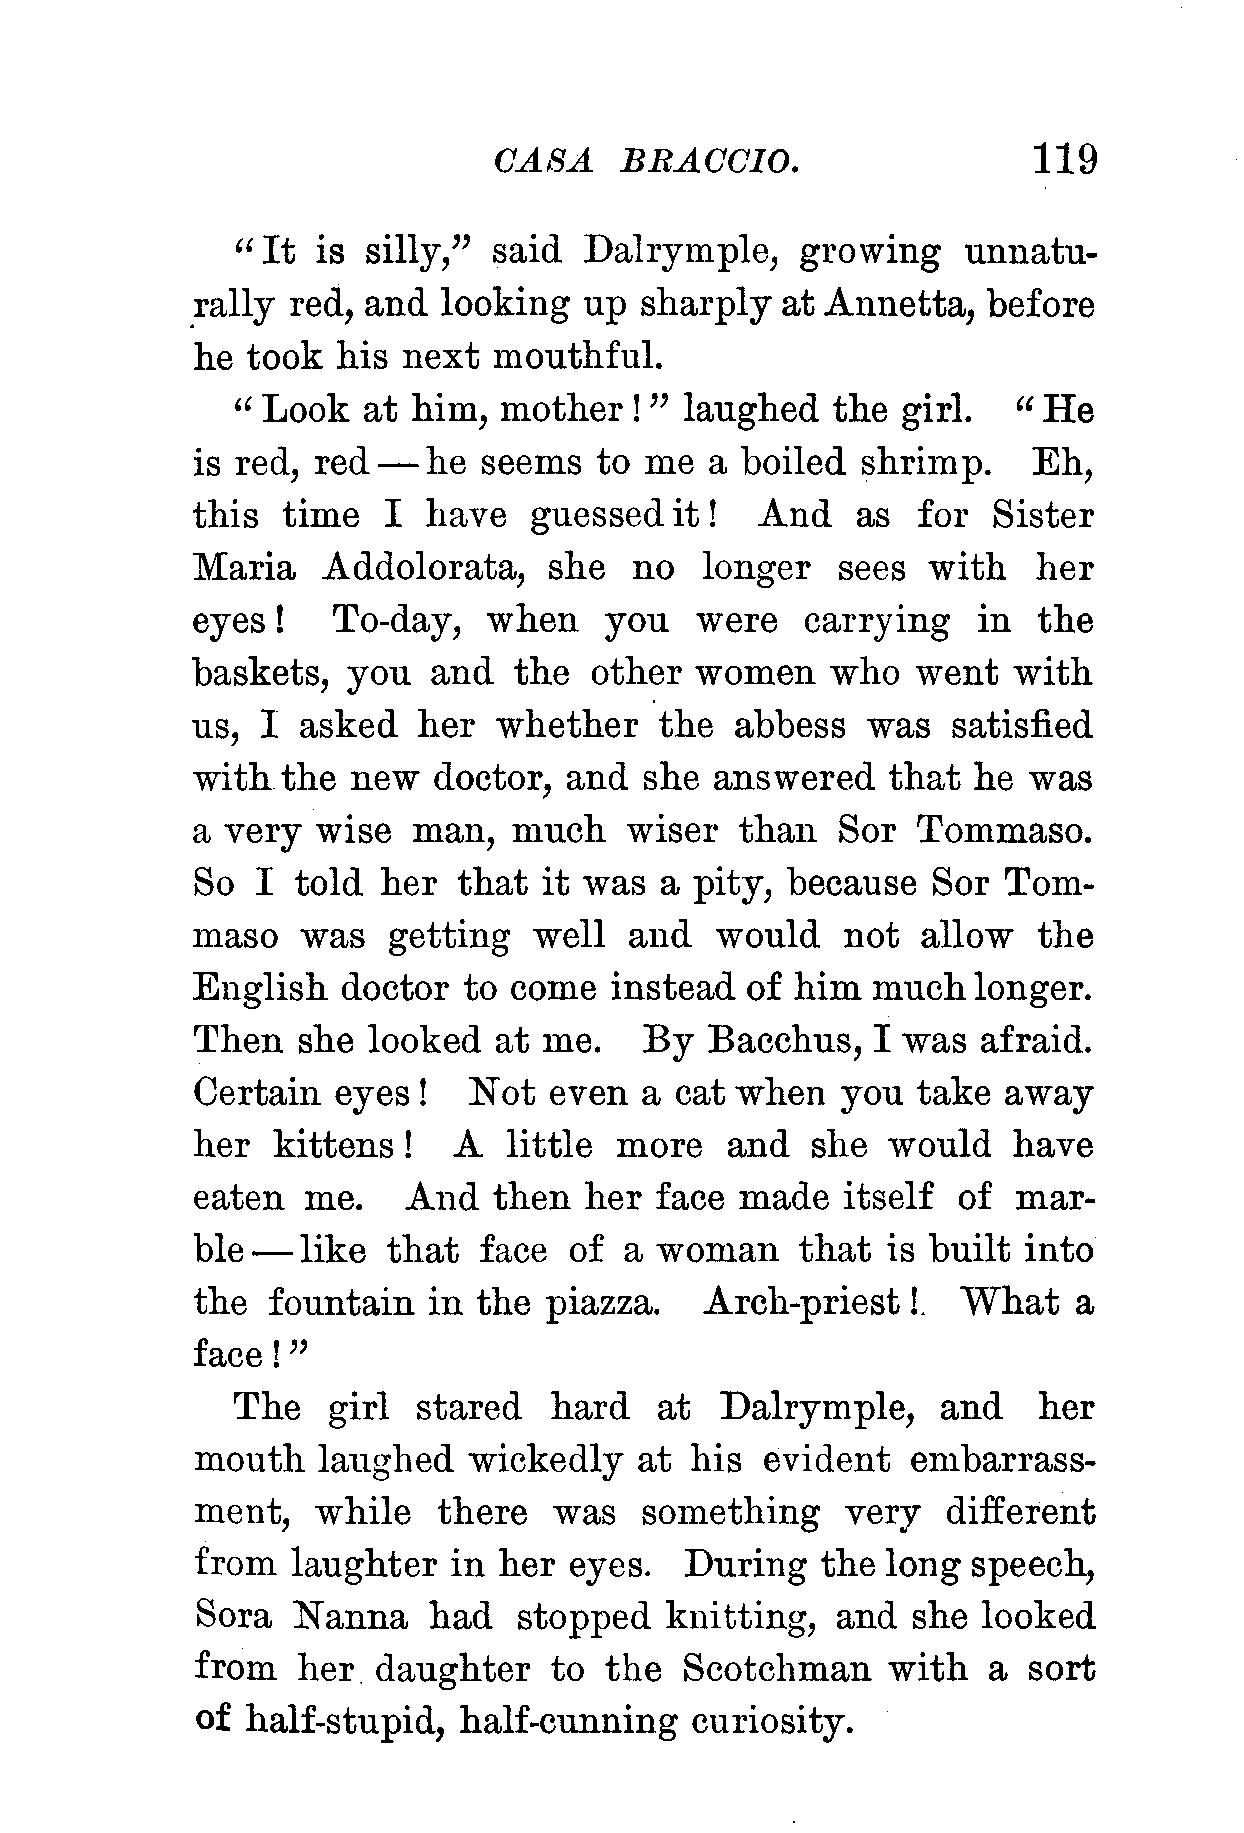 CASA BRACCIO. 119
"It is silly," said Dalrymple, growing unnatu-
rally red, and looking up sharply at Annetta, before
he took his next mouthful.
"Look at him, mother!" laughed the girl. "He
is red, red—he seems to me a boiled shrimp. Eh,
this time I have guessed it! And as for Sister
Maria Addolorata, she no longer sees with her
eyes! To-day, when you were carrying in the
baskets, you and the other women who went with
us, I asked her whether the abbess was satisfied
with the new doctor, and she answered that he was
a very wise man, much wiser than Sor Tommaso.
So I told her that it was a pity, because Sor Tom-
maso was getting well and would not allow the
English doctor to come instead of him much longer.
Then she looked at me. By Bacchus, I was afraid.
Certain eyes! Not even a cat when you take away
her kittens! A little more and she would have
eaten me. And then her face made itself of mar-
ble—like that face of a woman that is built into
the fountain in the piazza. Arch-priest! What a
face!"
The girl stared hard at Dalrymple, and her
mouth laughed wickedly at his evident embarrass-
ment, while there was something very different
from laughter in her eyes. During the long speech,
Sora Nanna had stopped knitting, and she looked
from her daughter to the Scotchman with a sort
of half-stupid, half-cunning curiosity.